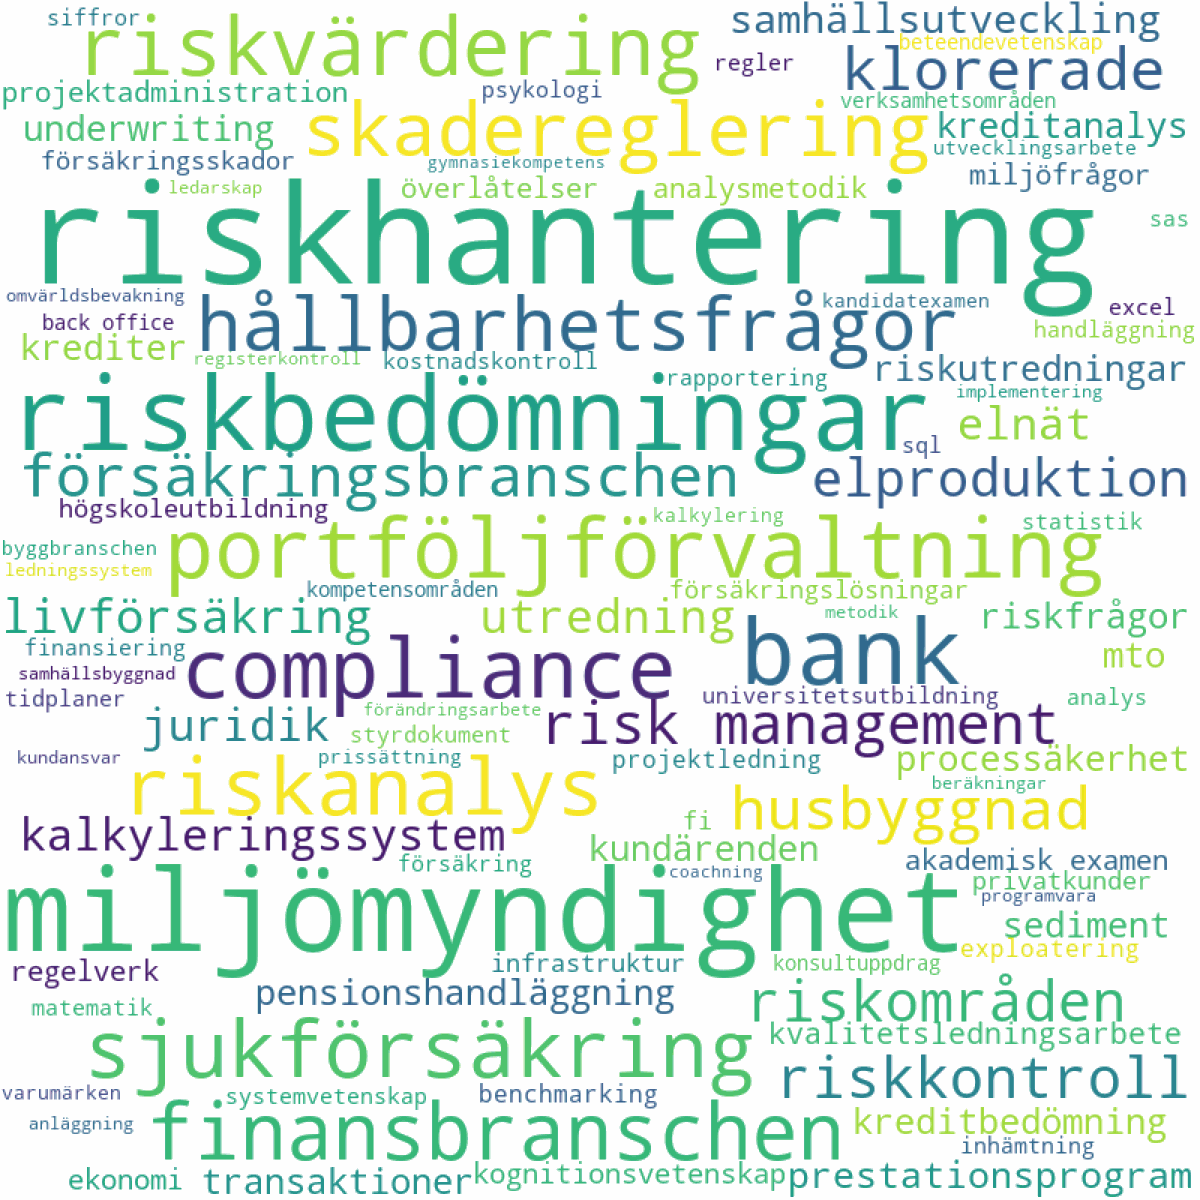 siffror
riskvärdering
samhällsutveckling
beteendevetenskap
regler
klorerade
projektadministration
psykologi
verksamhetsområden
underwriting
skadereglering
kreditanalys
utvecklingsarbete
försäkringsskador
gymnasiekompetens
miljöfrågor
ledarskap
överlåtelser
analysmetodik
riskhantering
sas
omvärldsbevakning
hållbarhetsfrågor
kandidatexamen
excel
back office
handläggning
krediter
registerkontroll
kostnadskontroll
riskutredningar
rapportering
implementering
riskbedömningar
elnät
sql
försäkringsbranschen
elproduktion
högskoleutbildning
kalkylering
statistik
byggbranschen
portföljförvaltning
ledningssystem
kompetensområden
försäkringslösningar
livförsäkring
utredning
metodik
riskfrågor
finansiering
compliance
bank
mto
samhällsbyggnad
tidplaner
universitetsutbildning
analys
juridik
förändringsarbete
risk management
styrdokument
kundansvar
prissättning
projektledning
processäkerhet
riskanalys
beräkningar
husbyggnad
fi
kalkyleringssystem
kundärenden
försäkring
akademisk examen
coachning
privatkunder
miljömyndighet
programvara
sediment
exploatering
regelverk
infrastruktur
konsultuppdrag
pensionshandläggning
riskområden
matematik
sjukförsäkring
kvalitetsledningsarbete
riskkontroll
varumärken
systemvetenskap
benchmarking
anläggning
finansbranschen
kreditbedömning
inhämtning
ekonomi
transaktioner
kognitionsvetenskap
prestationsprogram